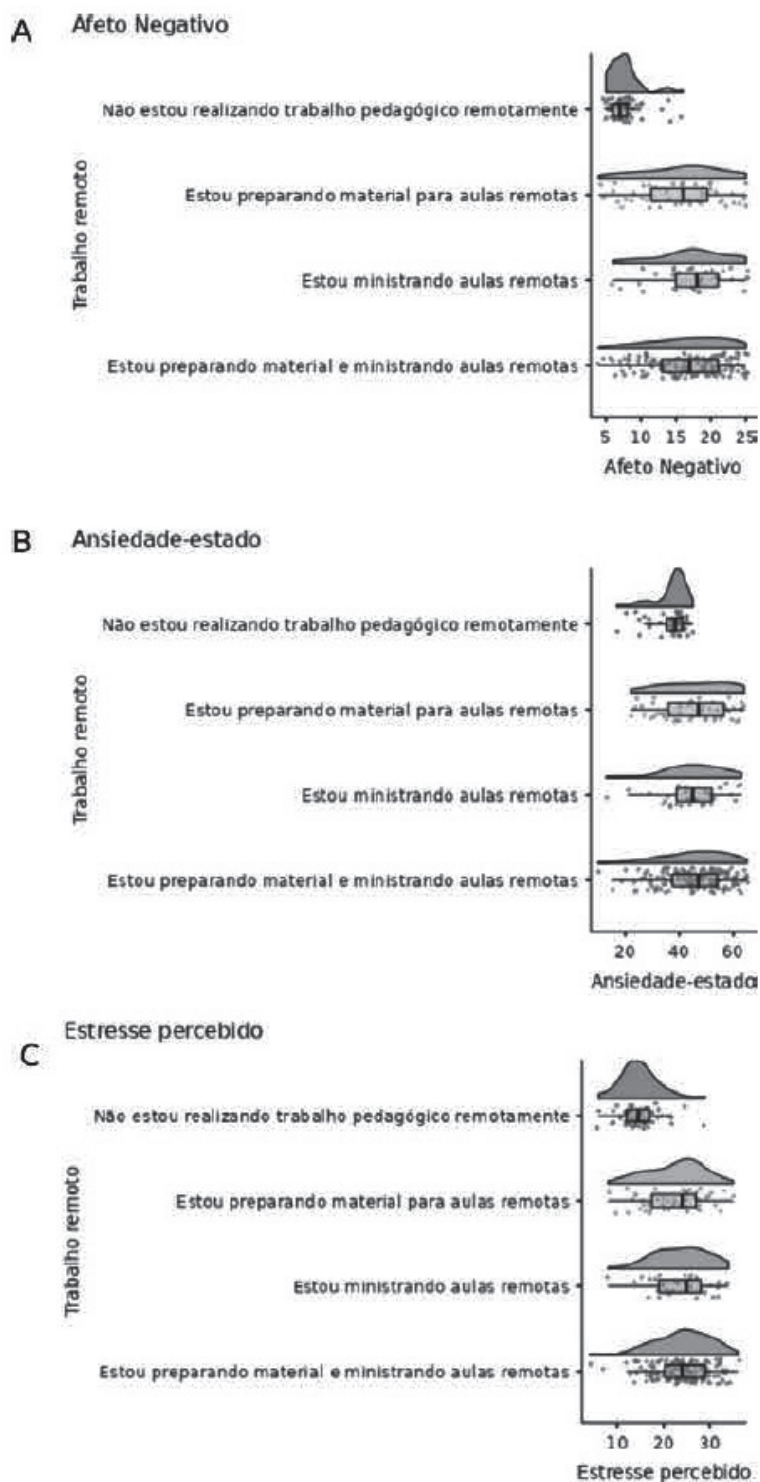 A Afeto Negativo
Trabalho remoto
Não estou realizando trabalho pedagógico remotamente
Estou preparando material para aulas remotas
Estou ministrando aulas remotas
Estou preparando material e ministrando aulas remotas
5 10 15 20 25
Afeto Negativo
B Ansiedade-estado
Trabalho remoto
Não estou realizando trabalho pedagógico remotamente
Estou preparando material para aulas remotas
Estou ministrando aulas remotas
Estou preparando material e ministrando aulas remotas
20 40 60
Ansiedade-estado
C Estresse percebido
Trabalho remoto
Não estou realizando trabalho pedagógico remotamente
Estou preparando material para aulas remotas
Estou ministrando aulas remotas
Estou preparando material e ministrando aulas remotas
10 20 30
Estresse percebido